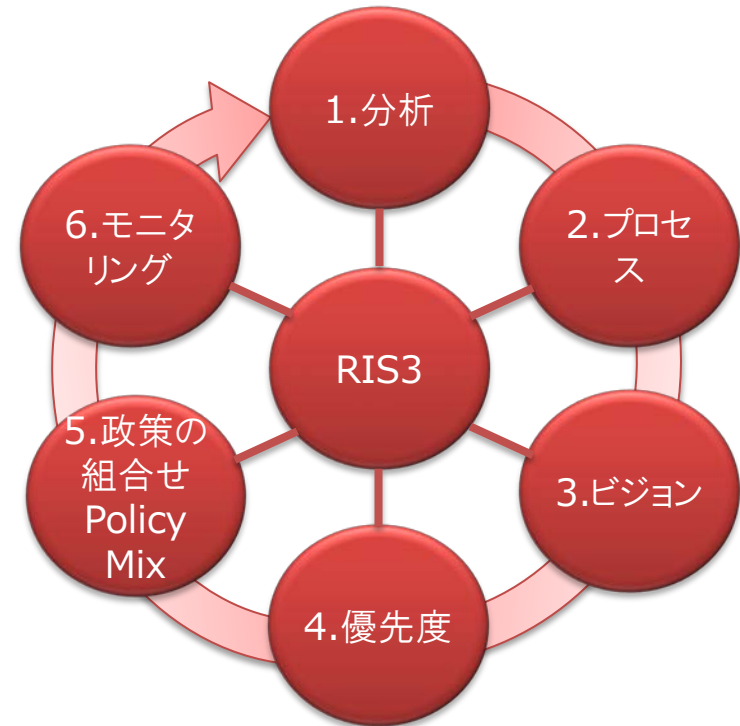 1.分析
2.プロセ
ス
3.ビジョン
4.優先度
5.政策の
組合せ
Policy
Mix
6.モニタ
リング
RIS3